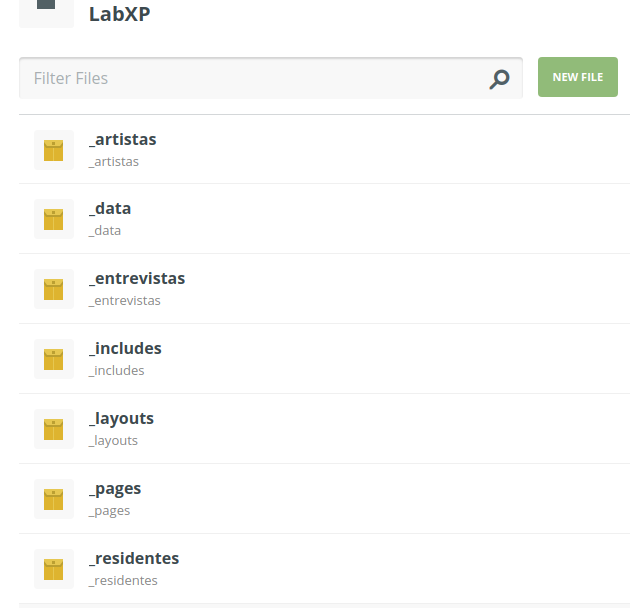 LabXP
Filter Files
NEW FILE
_artistas
_artistas
_data
_data
_entrevistas
_entrevistas
_includes
_includes
_layouts
_layouts
_pages
_pages
_residentes
_residentes